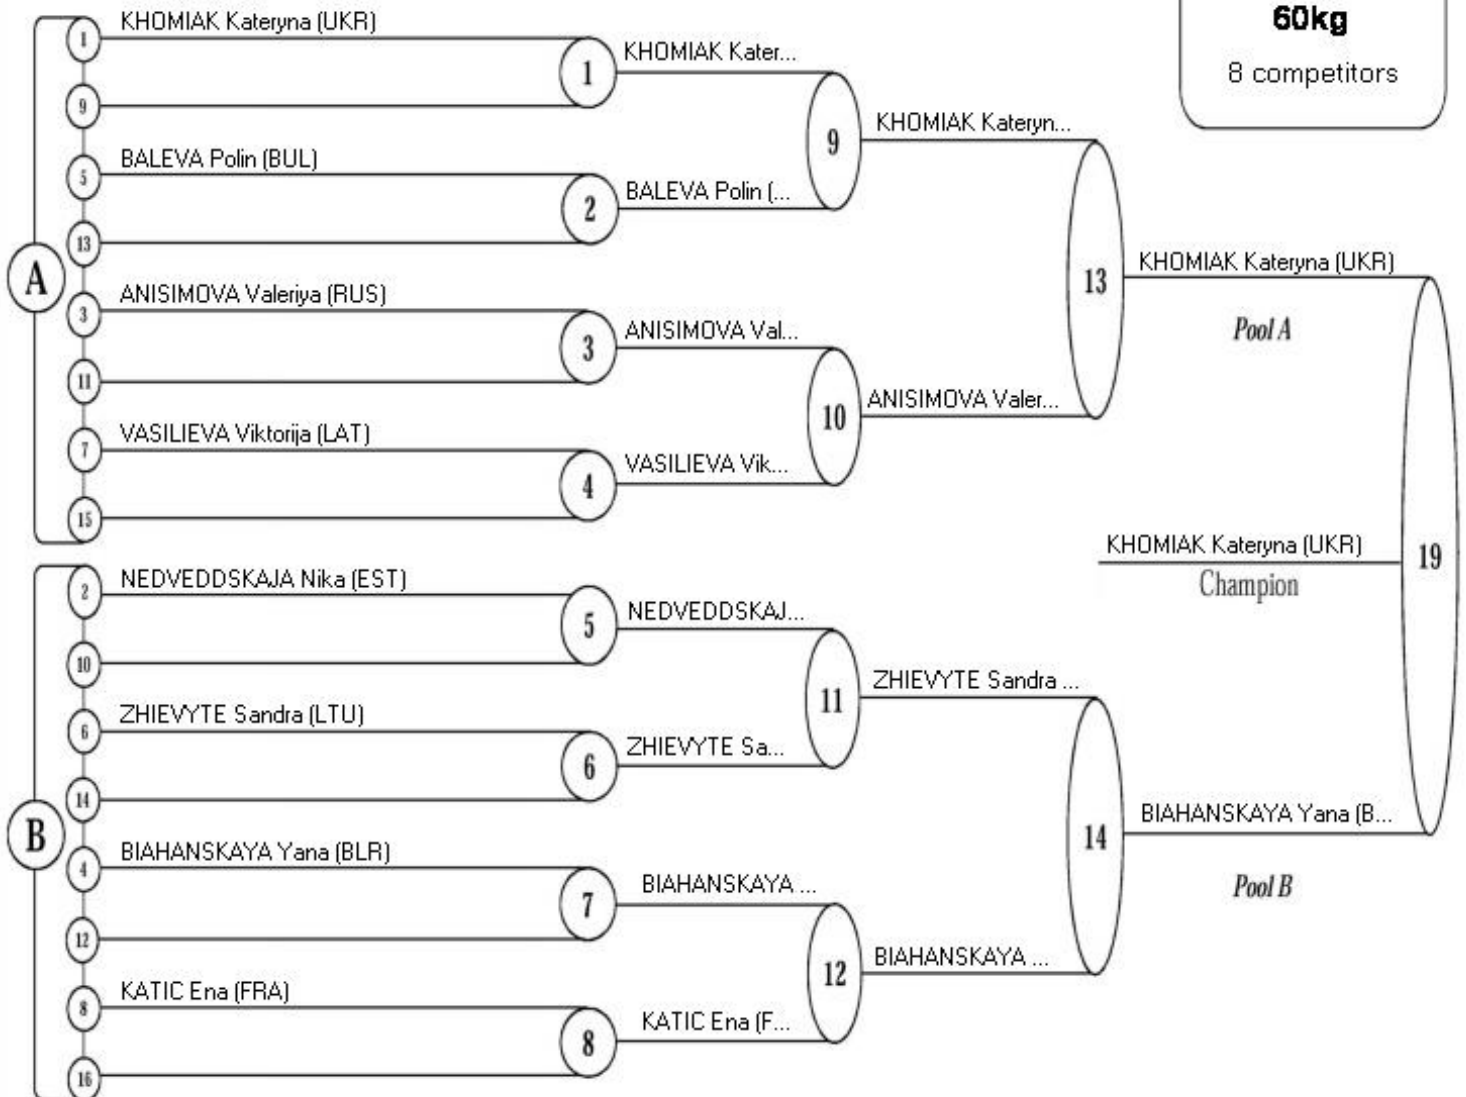 60kg
8 competitors
A
1
KHOMIAK Kateryna (UKR)
9
1
KHOMIAK Kater...
5
BALEVA Polin (BUL)
13
2
BALEVA Polin (...
9
KHOMIAK Kateryn...
3
ANISIMOVA Valeriya (RUS)
11
3
ANISIMOVA Val...
7
VASILIEVA Viktorija (LAT)
15
4
VASILIEVA Vik...
10
ANISIMOVA Valer...
13
KHOMIAK Kateryna (UKR)
Pool A
B
2
NEDVEDDSKAJA Nika (EST)
10
5
NEDVEDDSKAJ...
6
ZHIEVYTE Sandra (LTU)
14
6
ZHIEVYTE Sa...
11
ZHIEVYTE Sandra ...
4
BIAHANSKAYA Yana (BLR)
12
7
BIAHANSKAYA ...
8
KATIC Ena (FRA)
16
8
KATIC Ena (F...
12
BIAHANSKAYA ...
14
BIAHANSKAYA Yana (B...
Pool B
19
KHOMIAK Kateryna (UKR)
Champion